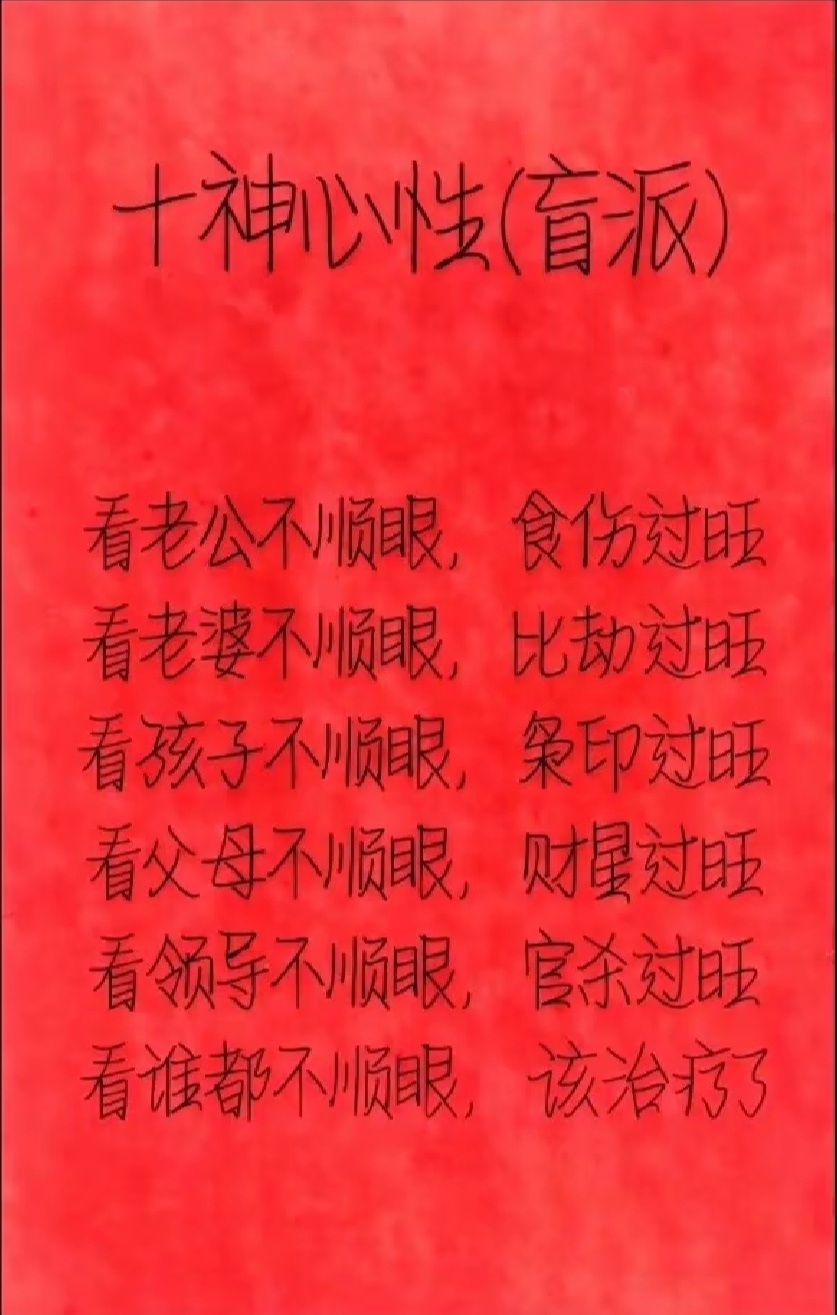 十神心性(盲派)
看老公不顺眼, 食伤过旺
看老婆不顺眼, 比劫过旺
看孩子不顺眼, 枭印过旺
看父母不顺眼, 财星过旺
看领导不顺眼, 官杀过旺
看谁都不顺眼, 该治疗了